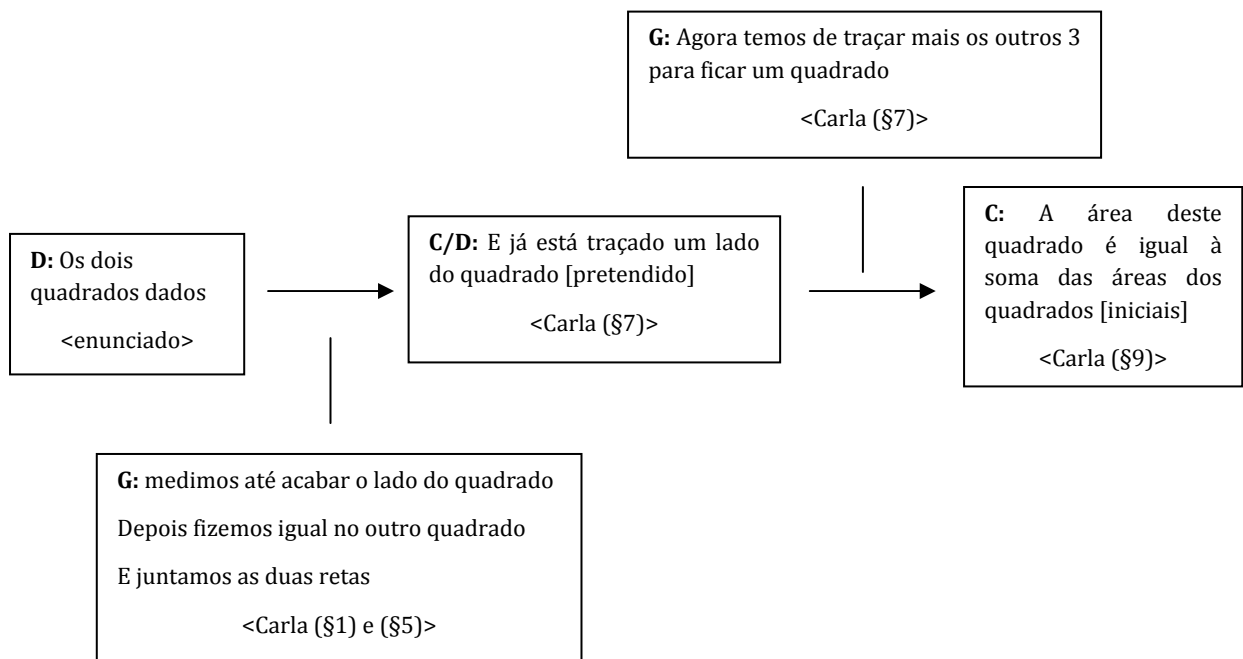 G: Agora temos de traçar mais os outros 3
para ficar um quadrado
<Carla (§7)>
D: Os dois
quadrados dados
<enunciado>
C/D: E já está traçado um lado
do quadrado [pretendido]
<Carla (§7)>
C: A área deste
quadrado é igual à
soma das áreas dos
quadrados [iniciais]
<Carla (§9)>
G: medimos até acabar o lado do quadrado
Depois fizemos igual no outro quadrado
E juntamos as duas retas
<Carla (§1) e (§5)>